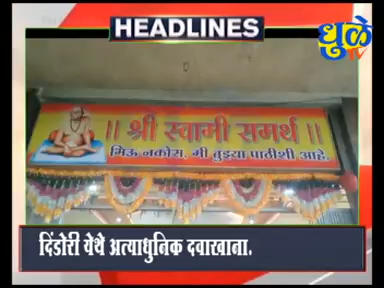 HEADLINES
धुळे
TV
॥ श्री स्वामी समर्थ ॥
भिऊ नकोस, मी तुझ्या पाठीशी आहे.
दिंडोरी येथै अत्याधुनिक दवाखाना.